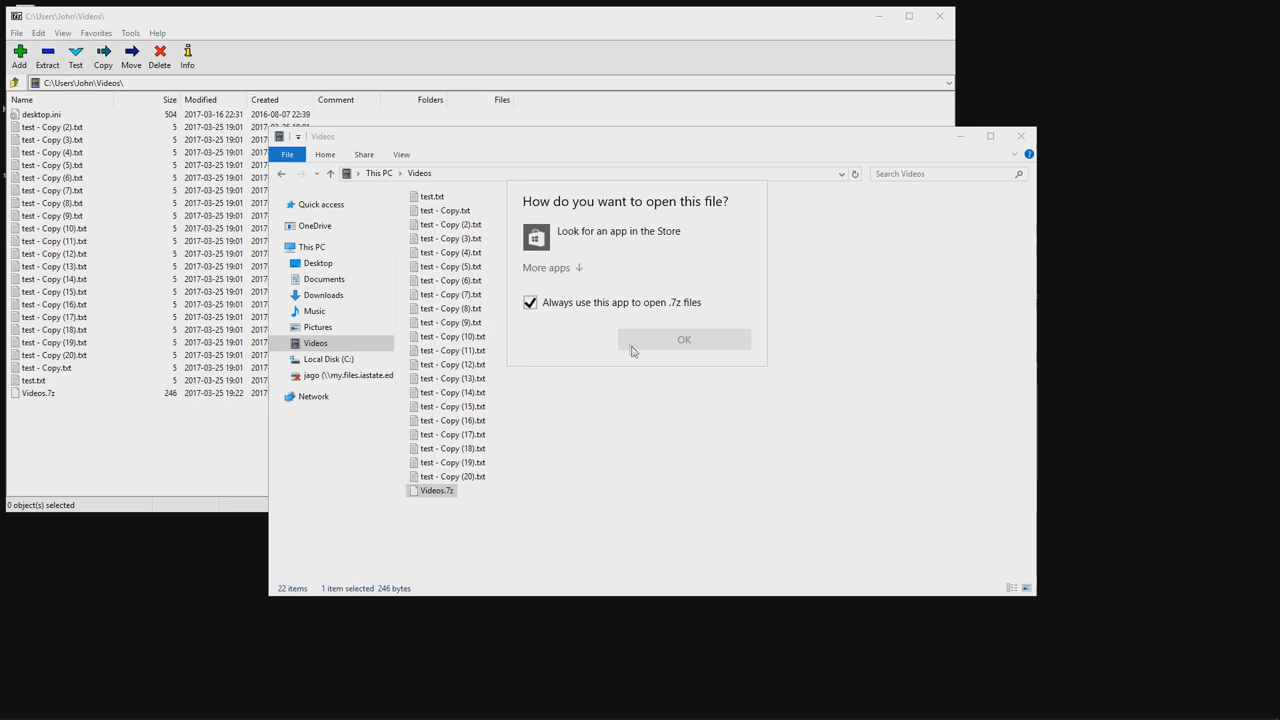 C:\Users\John\Videos\
File Edit View Favorites Tools Help
Add Extract Test Copy Move Delete Info
C:\Users\John\Videos\
Name Size Modified Created Comment Folders Files
desktop.ini 504 2017-03-16 22:31 2016-08-07 22:39
test - Copy (2).txt 5 2017-03-25 19:01 2017-03-25 19:01
test - Copy (3).txt 5 2017-03-25 19:01
test - Copy (4).txt 5 2017-03-25 19:01
test - Copy (5).txt 5 2017-03-25 19:01
test - Copy (6).txt 5 2017-03-25 19:01
test - Copy (7).txt 5 2017-03-25 19:01
test - Copy (8).txt 5 2017-03-25 19:01
test - Copy (9).txt 5 2017-03-25 19:01
test - Copy (10).txt 5 2017-03-25 19:01
test - Copy (11).txt 5 2017-03-25 19:01
test - Copy (12).txt 5 2017-03-25 19:01
test - Copy (13).txt 5 2017-03-25 19:01
test - Copy (14).txt 5 2017-03-25 19:01
test - Copy (15).txt 5 2017-03-25 19:01
test - Copy (16).txt 5 2017-03-25 19:01
test - Copy (17).txt 5 2017-03-25 19:01
test - Copy (18).txt 5 2017-03-25 19:01
test - Copy (19).txt 5 2017-03-25 19:01
test - Copy (20).txt 5 2017-03-25 19:01
test - Copy.txt 5 2017-03-25 19:01
test.txt 5 2017-03-25 19:01
Videos.7z 246 2017-03-25 19:22
0 object(s) selected
Videos
File Home Share View
This PC > Videos
Search Videos
Quick access
OneDrive
This PC
Desktop
Documents
Downloads
Music
Pictures
Videos
Local Disk (C:)
jago (\\my.files.iastate.ed
Network
test.txt
test - Copy.txt
test - Copy (2).txt
test - Copy (3).txt
test - Copy (4).txt
test - Copy (5).txt
test - Copy (6).txt
test - Copy (7).txt
test - Copy (8).txt
test - Copy (9).txt
test - Copy (10).txt
test - Copy (11).txt
test - Copy (12).txt
test - Copy (13).txt
test - Copy (14).txt
test - Copy (15).txt
test - Copy (16).txt
test - Copy (17).txt
test - Copy (18).txt
test - Copy (19).txt
test - Copy (20).txt
Videos.7z
22 items 1 item selected 246 bytes
How do you want to open this file?
Look for an app in the Store
More apps ↓
Always use this app to open .7z files
OK